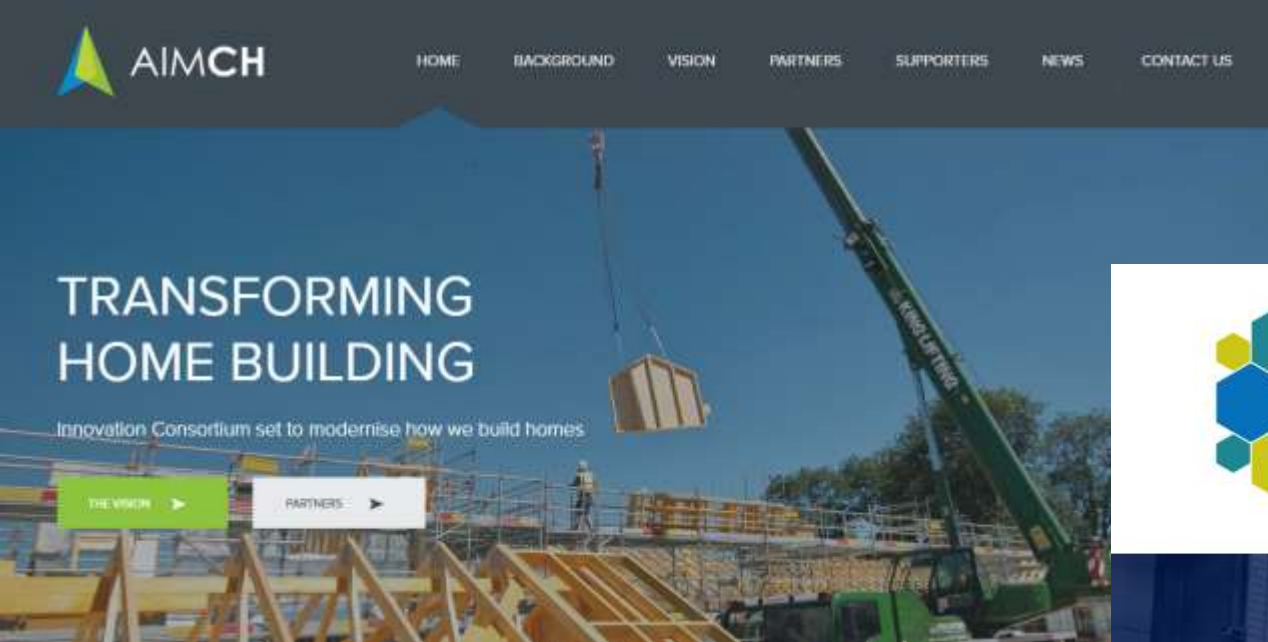 AIMCH
HOME BACKGROUND VISION PARTNERS SUPPORTERS NEWS CONTACT US
TRANSFORMING
HOME BUILDING
Innovation Consortium set to modernise how we build homes
THE VISION PARTNERS
KING LIFTING